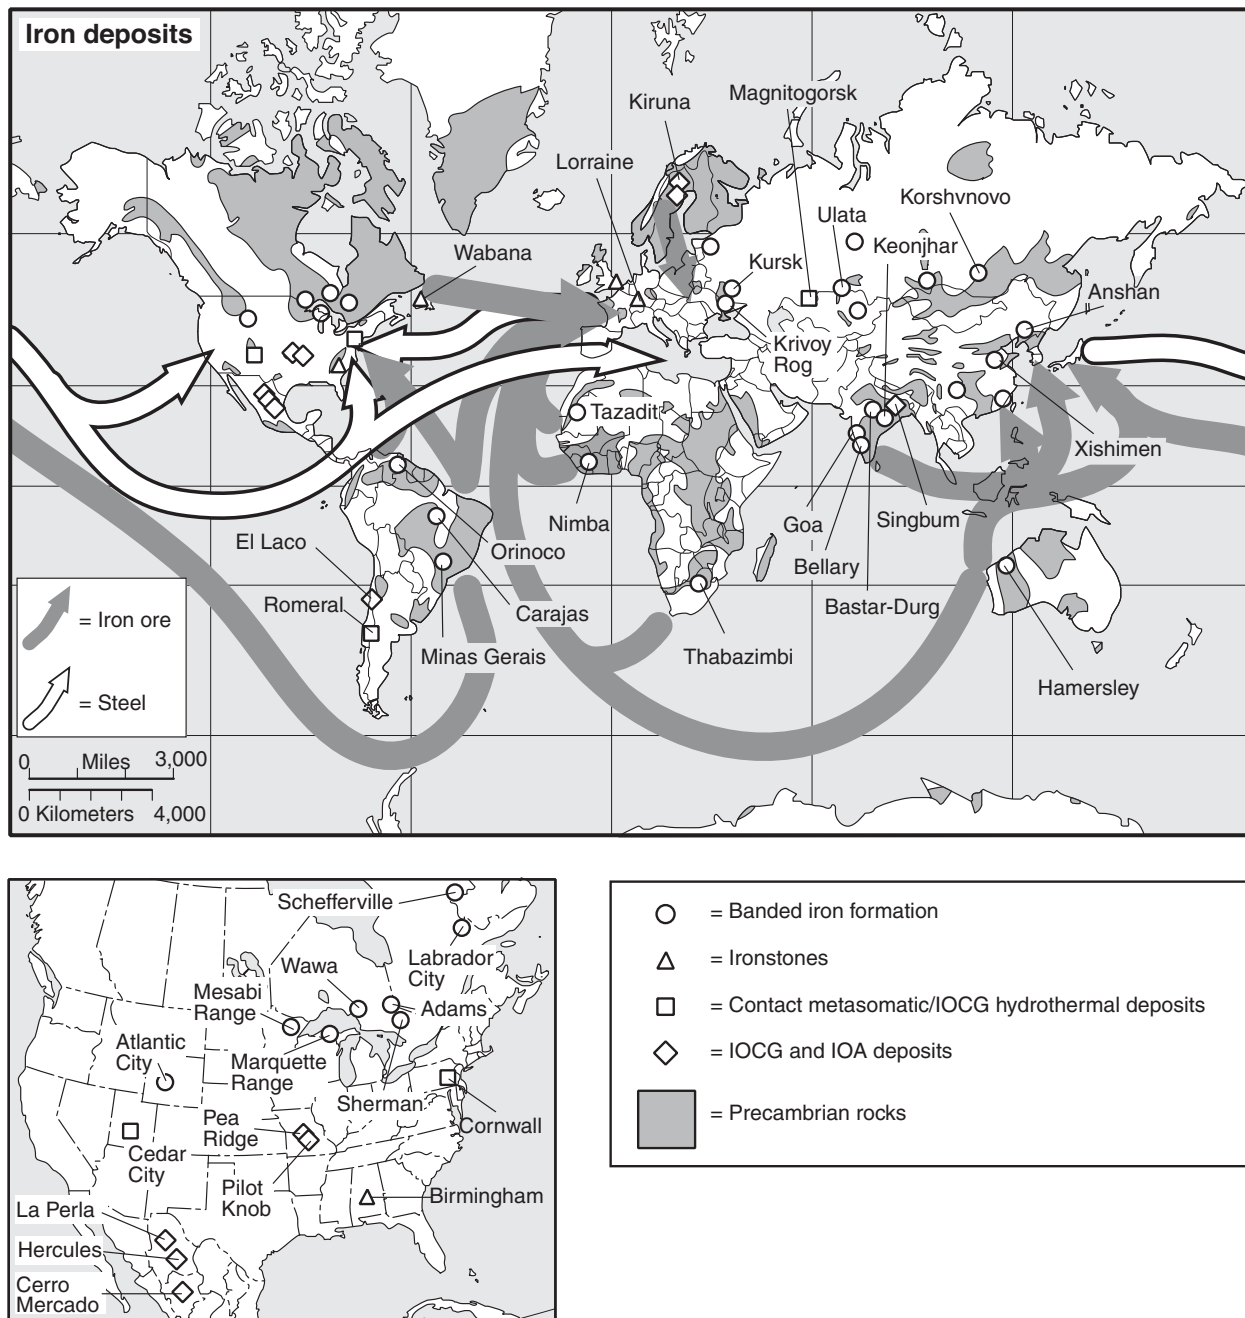 Iron deposits
Kiruna
Magnitogorsk
Lorraine
Korshvnovo
Ulata
Wabana
Keonjhar
Kursk
Anshan
Krivoy
Rog
Tazadit
Xishimen
Nimba
Goa
Singbum
El Laco
Orinoco
Bellary
Romeral
Carajas
Bastar-Durg
= Iron ore
Minas Gerais
Thabazimbi
Hamersley
= Steel
0 Miles 3,000
0 Kilometers 4,000
Schefferville
Labrador
City
Wawa
Mesabi
Range
Adams
Atlantic
City
Marquette
Range
Sherman
Pea
Ridge
Cornwall
Cedar
City
Pilot
Knob
Birmingham
La Perla
Hercules
Cerro
Mercado
= Banded iron formation
= Ironstones
= Contact metasomatic/IOCG hydrothermal deposits
= IOCG and IOA deposits
= Precambrian rocks